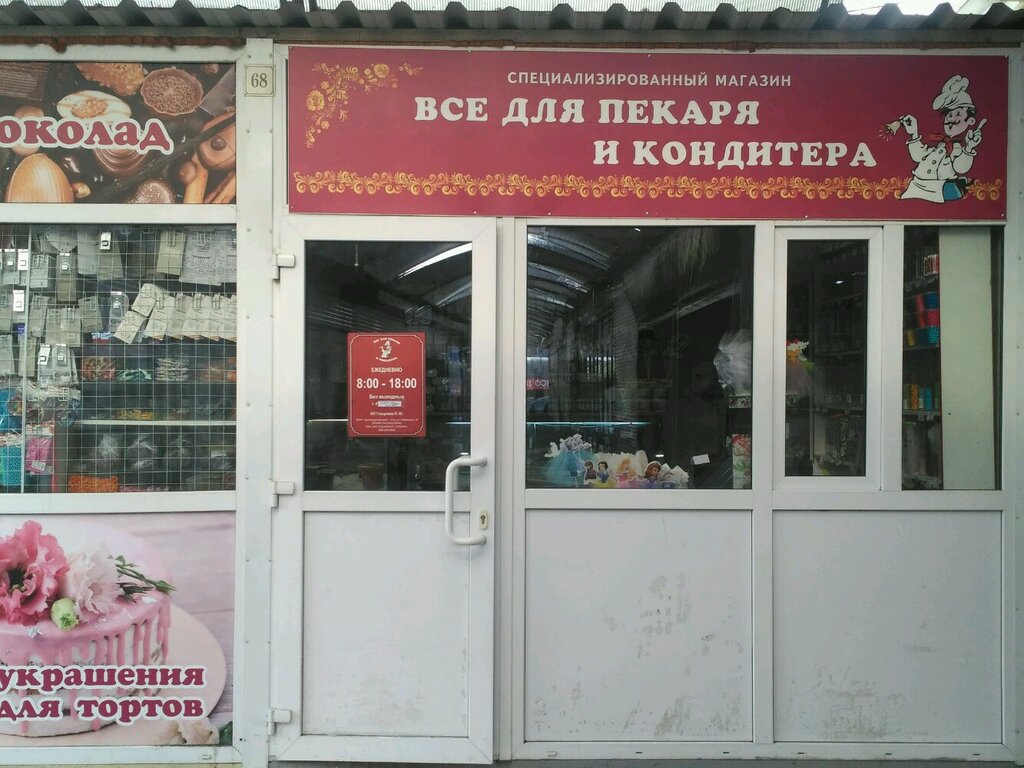 68
СПЕЦИАЛИЗИРОВАННЫЙ МАГАЗИН
ВСЕ ДЛЯ ПЕКАРЯ
И КОНДИТЕРА
ОКОЛАД
ЕЖЕДНЕВНО
8:00 - 18:00
Без выходных
украшения
для тортов